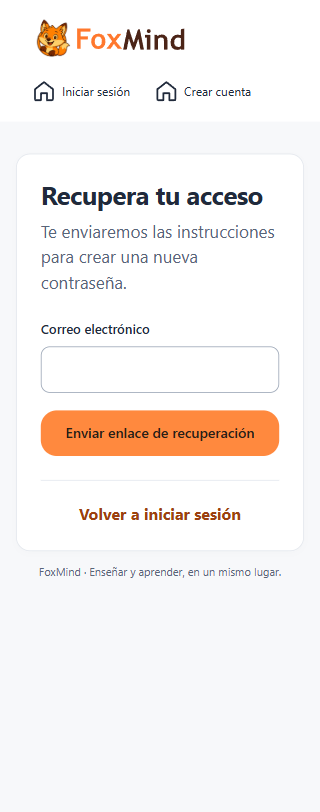 FoxMind
Iniciar sesión
Crear cuenta
Recupera tu acceso
Te enviaremos las instrucciones
para crear una nueva
contraseña.
Correo electrónico
Enviar enlace de recuperación
Volver a iniciar sesión
FoxMind · Enseñar y aprender, en un mismo lugar.